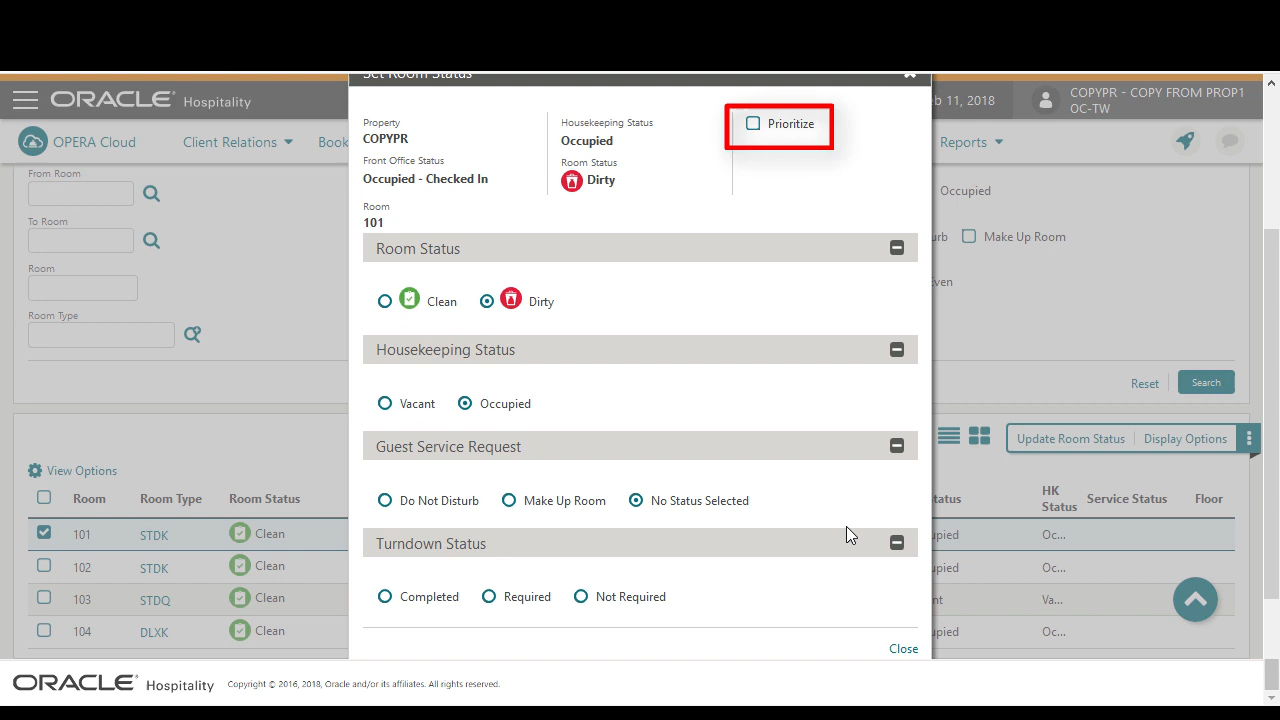 Set Room Status
ORACLE® Hospitality
b 11, 2018
COPYPR - COPY FROM PROP1
OC-TW
OPERA Cloud
Client Relations
Book
Reports
Property
COPYPR
Front Office Status
Occupied - Checked In
Room
101
Housekeeping Status
Occupied
Room Status
Dirty
Prioritize
From Room
To Room
Room
Room Type
Occupied
urb
Make Up Room
ven
Reset
Search
Room Status
Clean
Dirty
Housekeeping Status
Vacant
Occupied
Guest Service Request
Do Not Disturb
Make Up Room
No Status Selected
Turndown Status
Completed
Required
Not Required
Close
Update Room Status
Display Options
View Options
Room Room Type Room Status tatus HK Status Service Status Floor
101 STDK Clean upied Oc...
102 STDK Clean upied Oc...
103 STDQ Clean nt Va...
104 DLXK Clean upied Oc...
ORACLE® Hospitality Copyright © 2016, 2018, Oracle and/or its affiliates. All rights reserved.